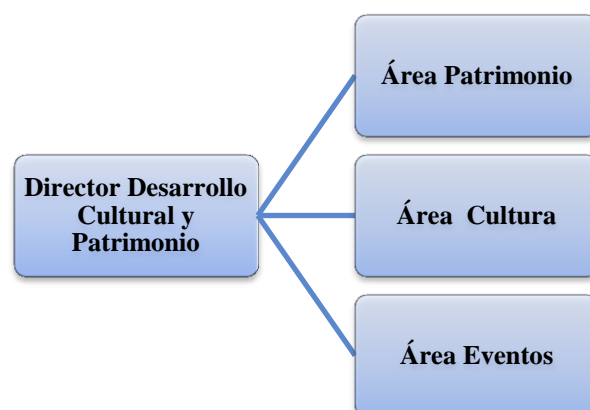 Área Patrimonio
Director Desarrollo
Cultural y
Patrimonio
Área Cultura
Área Eventos